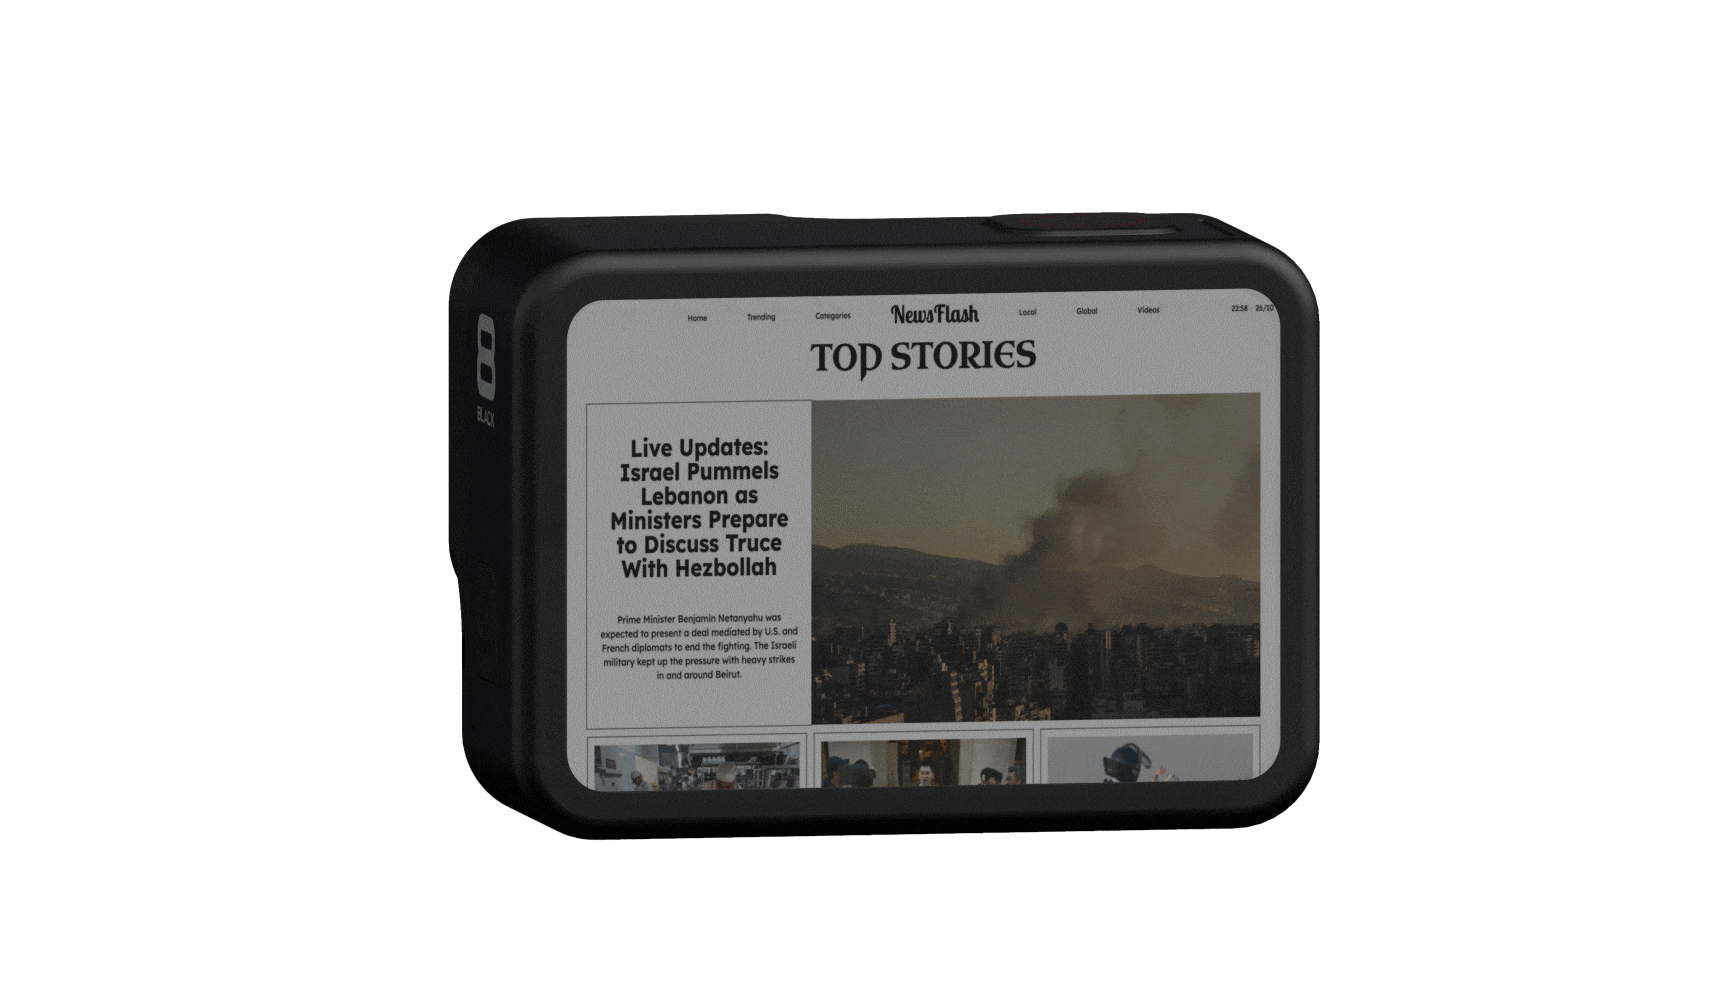 8
BLACK
Home Trending Categories NewsFlash Local Global Videos 22:58 26/10
TOP STORIES
Live Updates:
Israel Pummels
Lebanon as
Ministers Prepare
to Discuss Truce
With Hezbollah
Prime Minister Benjamin Netanyahu was
expected to present a deal mediated by U.S. and
French diplomats to end the fighting. The Israeli
military kept up the pressure with heavy strikes
in and around Beirut.